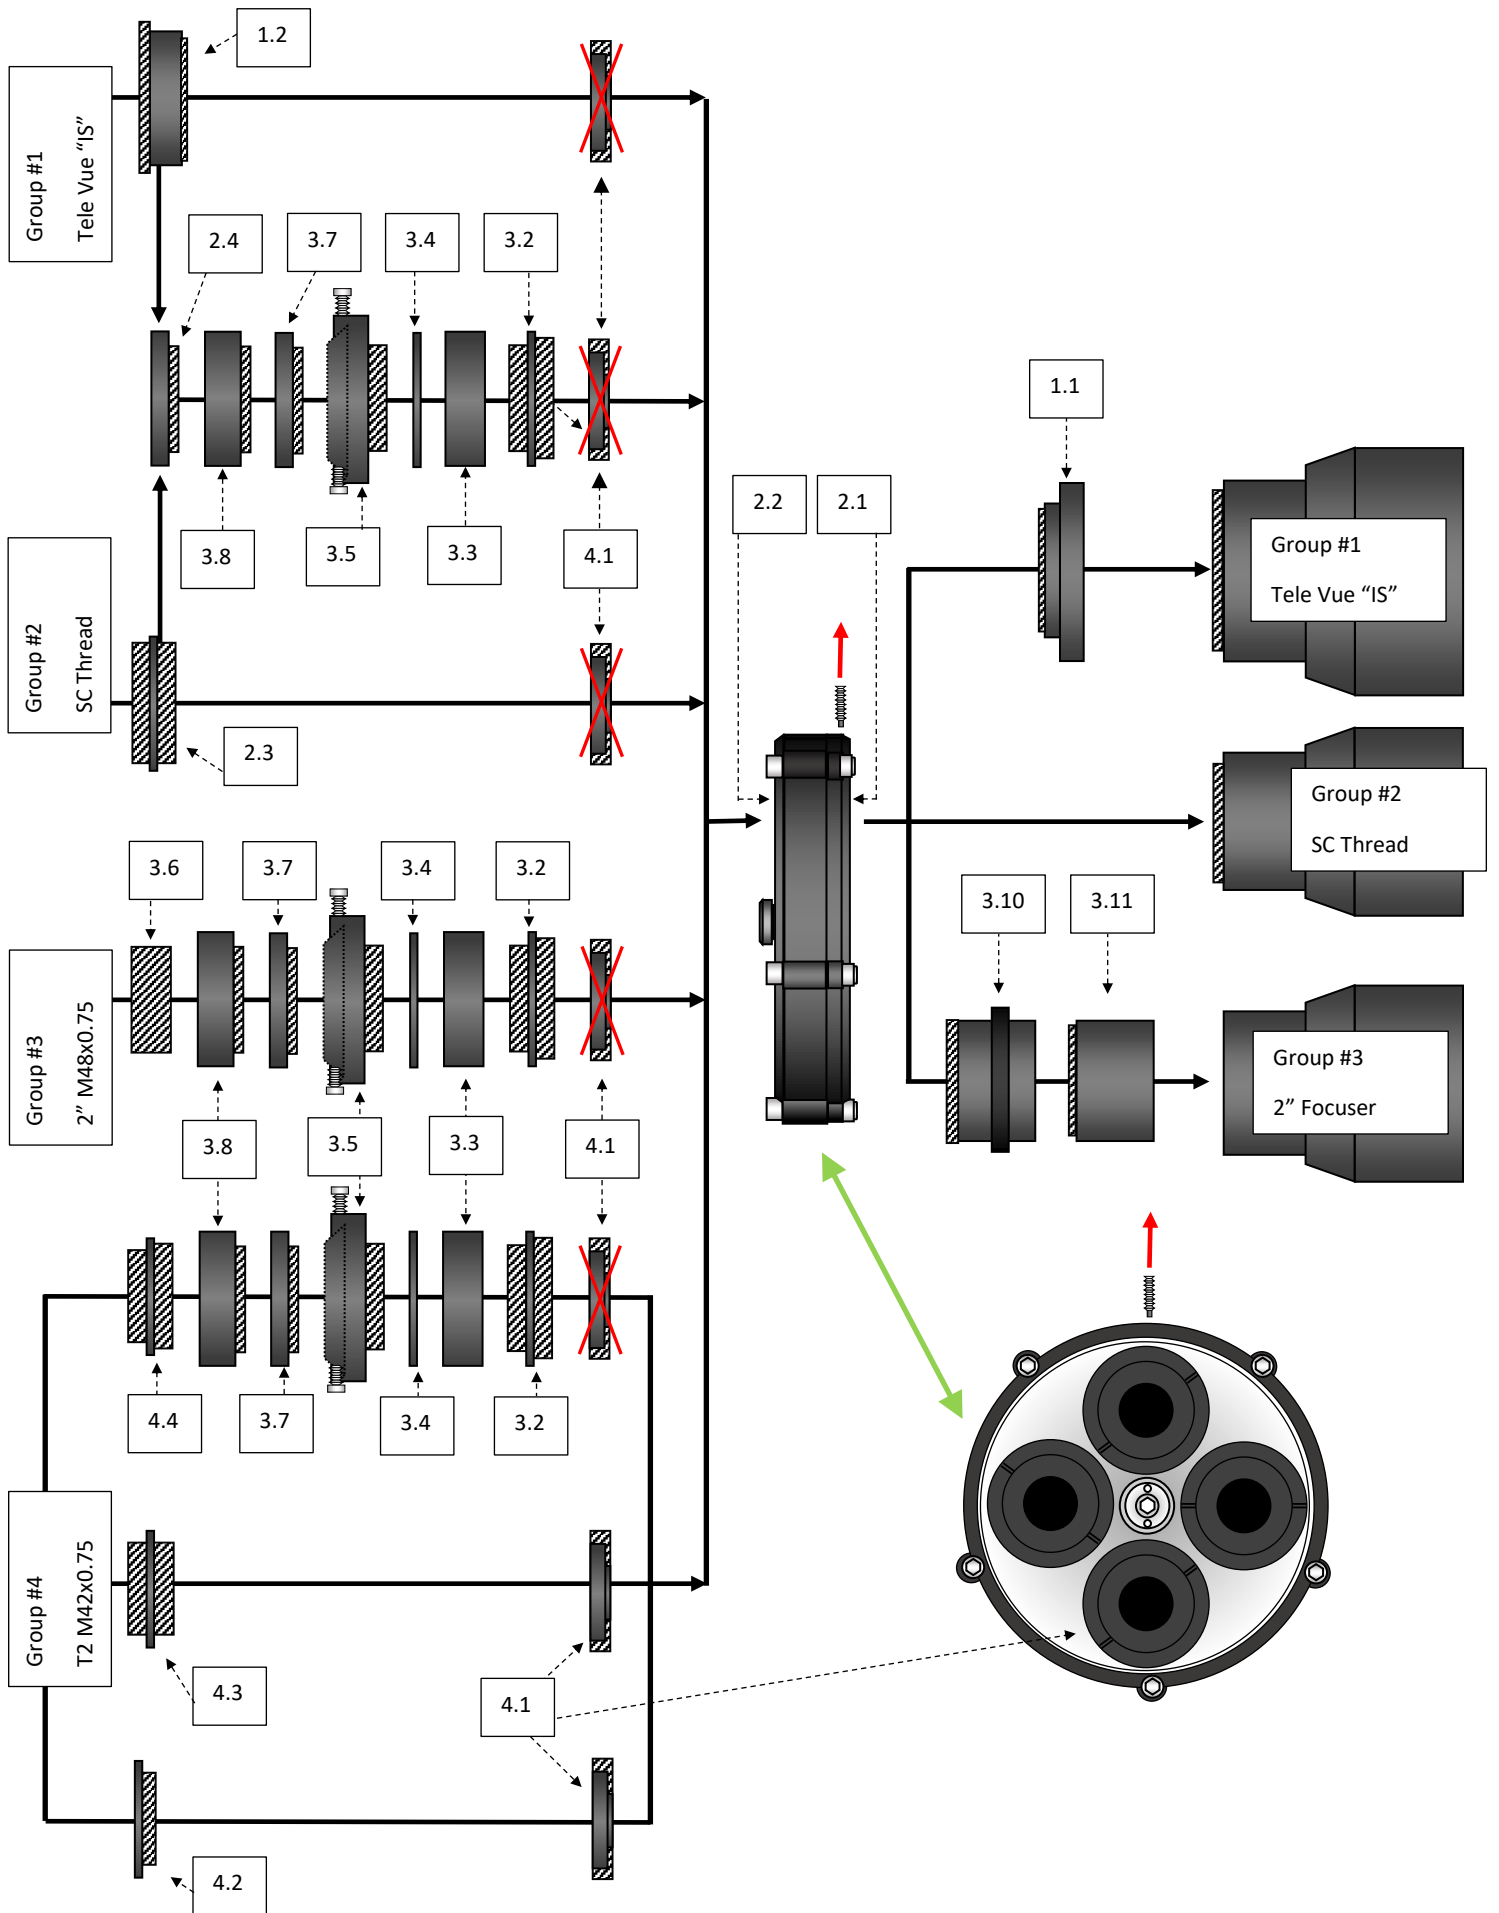 1.2
Group #1
Tele Vue “IS”
2.4
3.7
3.4
3.2
1.1
3.8
3.5
3.3
4.1
2.2
2.1
Group #1
Tele Vue “IS”
Group #2
SC Thread
2.3
Group #2
SC Thread
3.6
3.7
3.4
3.2
3.10
3.11
Group #3
2” M48x0.75
Group #3
2” Focuser
3.8
3.5
3.3
4.1
4.4
3.7
3.4
3.2
Group #4
T2 M42x0.75
4.3
4.1
4.2